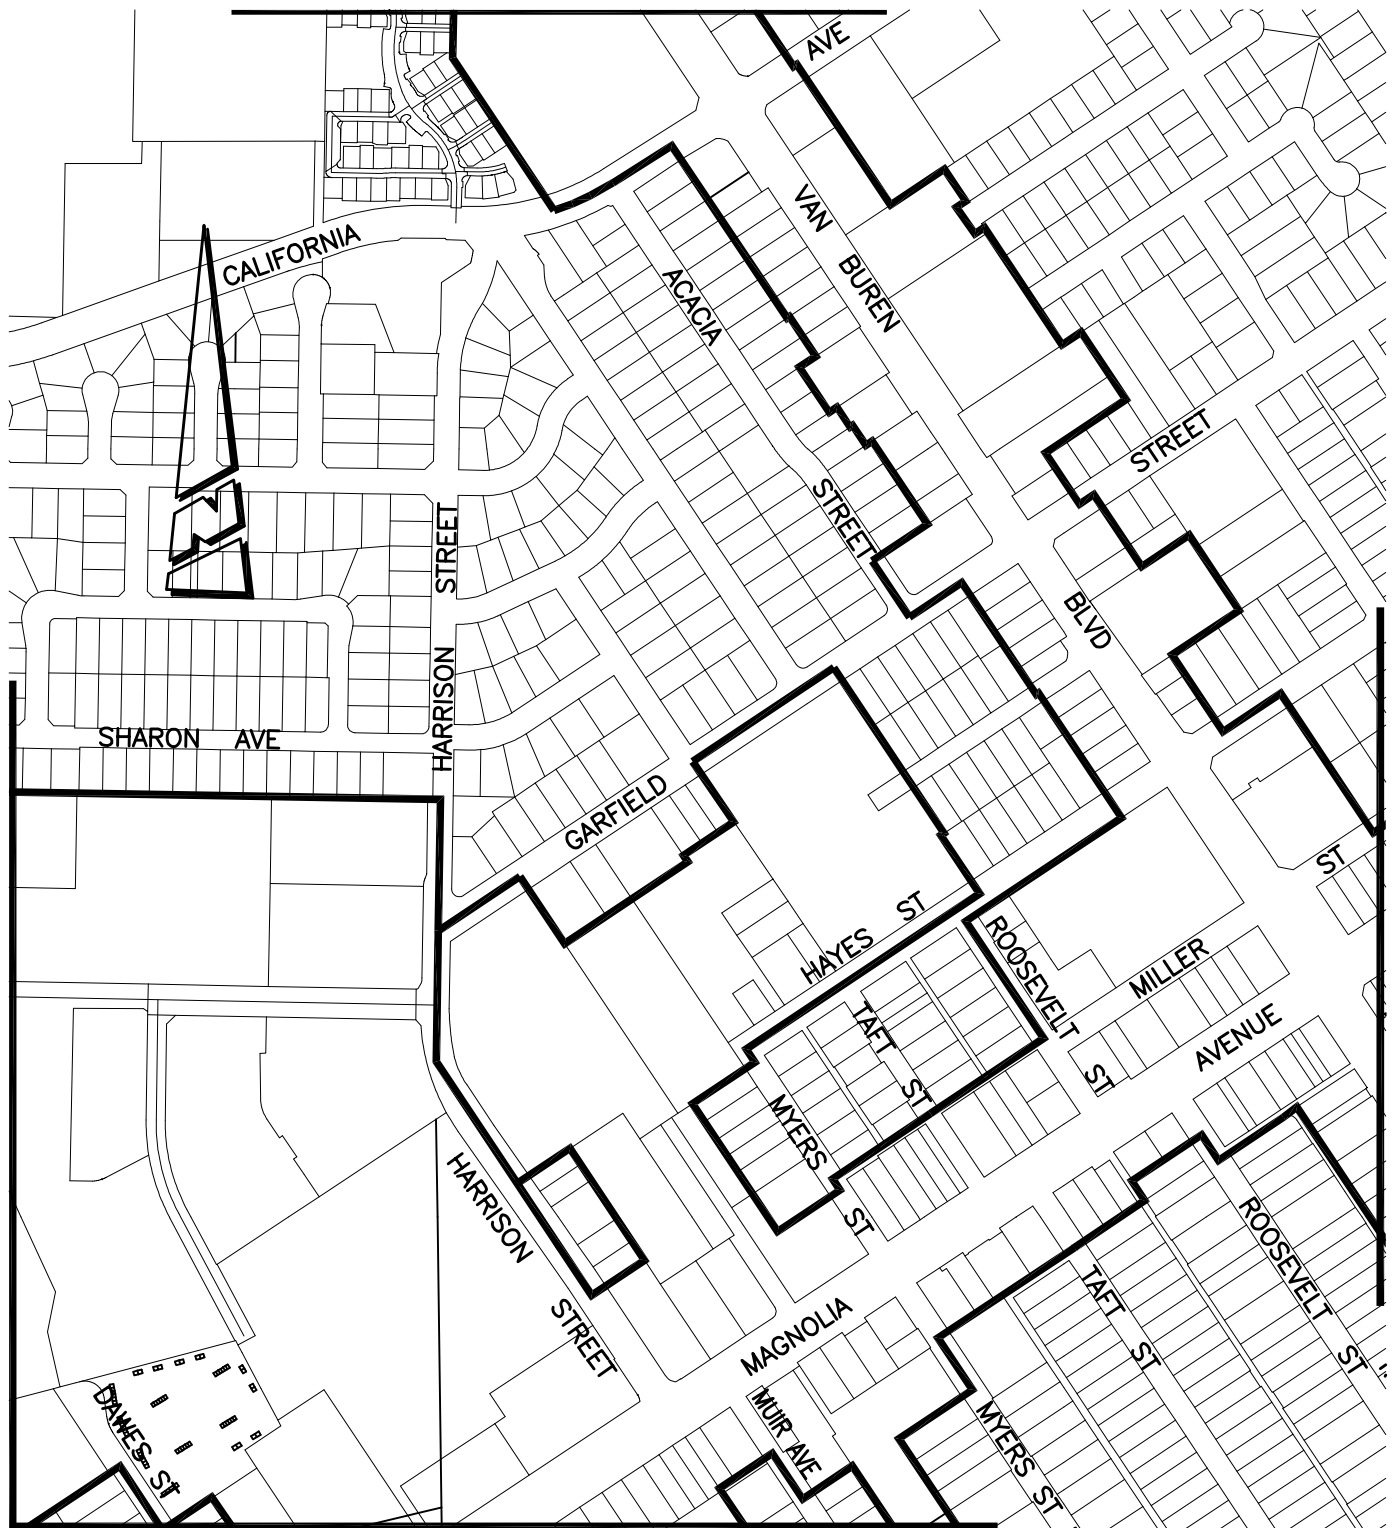 AVE
VAN
BUREN
BLVD
CALIFORNIA
ACACIA
STREET
STREET
HARRISON STREET
SHARON AVE
GARFIELD
HAYES ST
ROOSEVELT
ST
MILLER
ST
AVENUE
TAFT
ST
MYERS
ST
HARRISON
STREET
MAGNOLIA
MUIR AVE
MYERS ST
TAFT
ST
ROOSEVELT
ST
DAWES ST